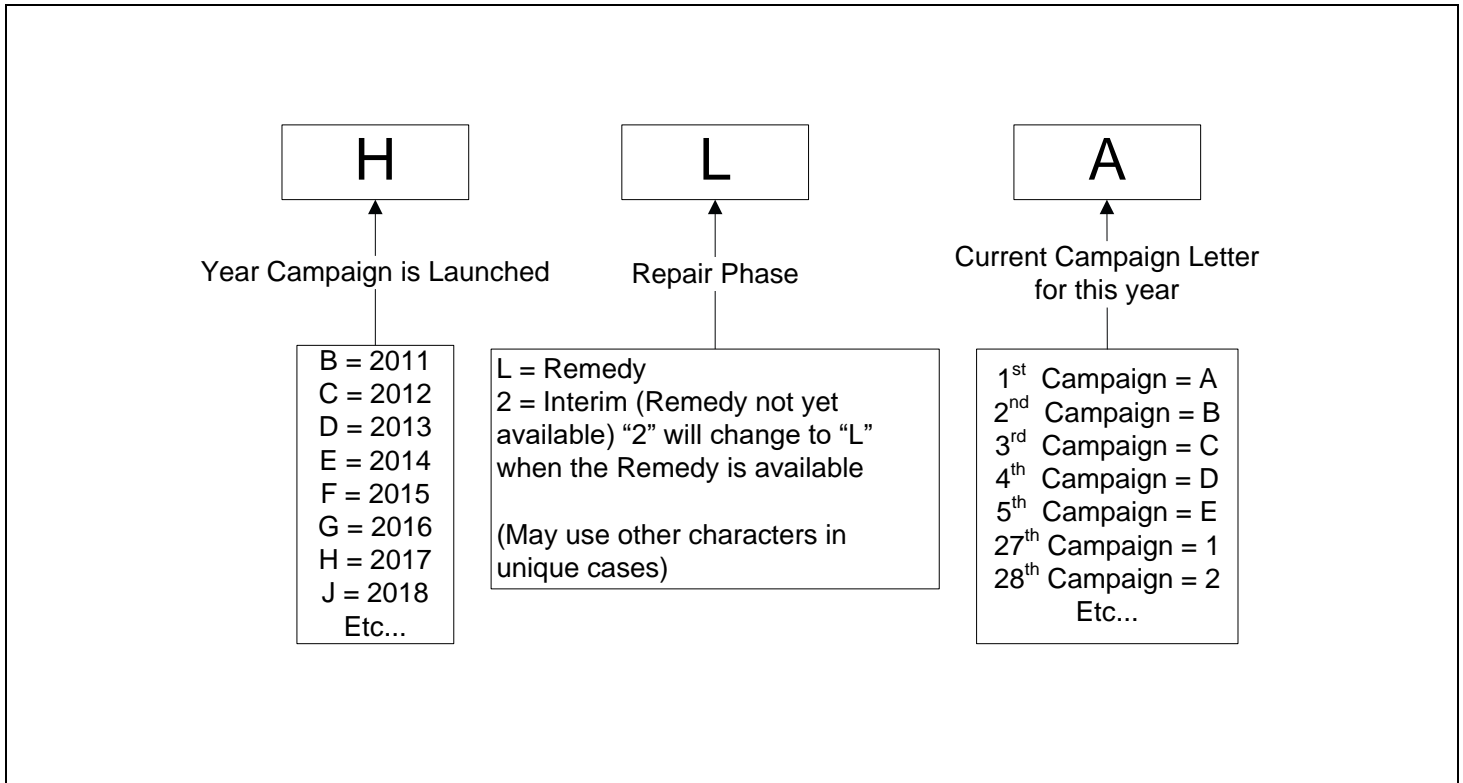 H
L
A
Year Campaign is Launched
Repair Phase
Current Campaign Letter
for this year
B = 2011
C = 2012
D = 2013
E = 2014
F = 2015
G = 2016
H = 2017
J = 2018
Etc...
L = Remedy
2 = Interim (Remedy not yet
available) “2” will change to “L”
when the Remedy is available
(May use other characters in
unique cases)
1st Campaign = A
2nd Campaign = B
3rd Campaign = C
4th Campaign = D
5th Campaign = E
27th Campaign = 1
28th Campaign = 2
Etc...